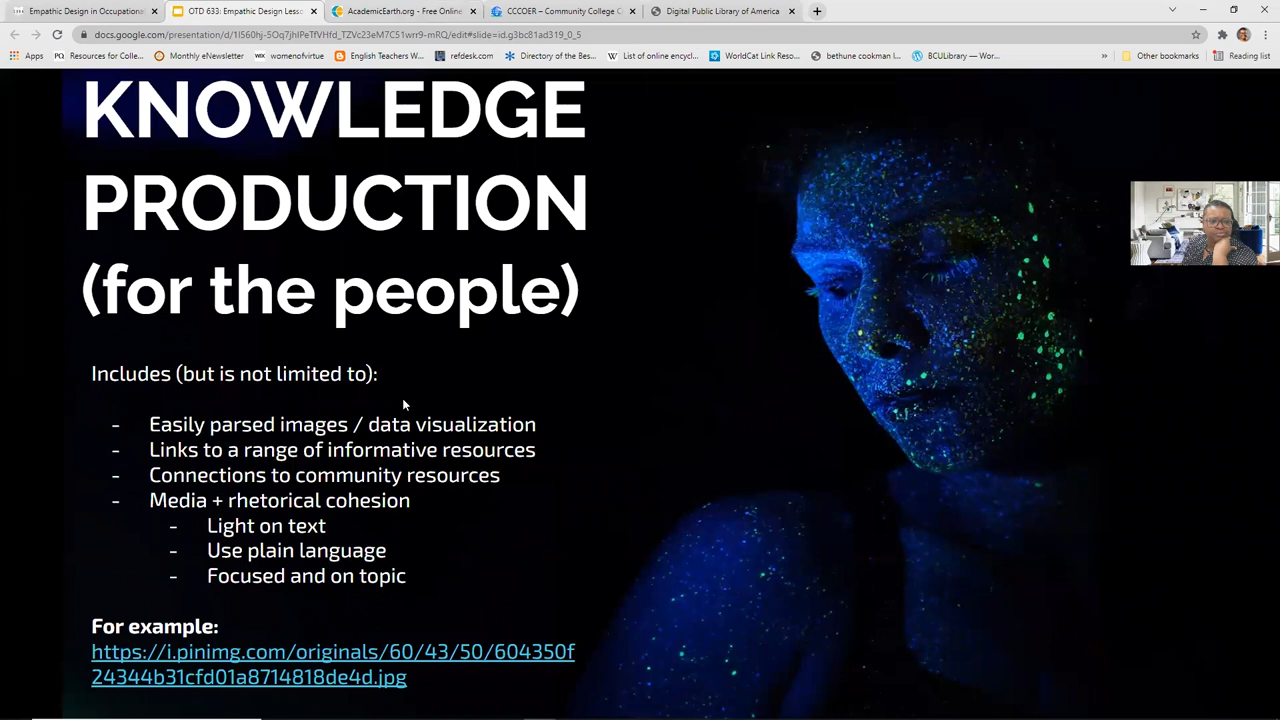 Empathic Design in Occupational
OTD 633: Empathic Design Lesso
AcademicEarth.org - Free Online
CCCOER – Community College C
Digital Public Library of America
docs.google.com/presentation/d/1I560hj-5Oq7jhIPeTfVHfd_TZVc23eM7C51wrr9-mRQ/edit#slide=id.g3bc81ad319_0_5
Apps
Resources for Colle...
Monthly eNewsletter
womenofvirtue
English Teachers W...
refdesk.com
Directory of the Bes...
List of online encycl...
WorldCat Link Reso...
bethune cookman l...
BCULibrary — Wor...
Other bookmarks
Reading list
KNOWLEDGE
PRODUCTION
(for the people)
Includes (but is not limited to):
- Easily parsed images / data visualization
- Links to a range of informative resources
- Connections to community resources
- Media + rhetorical cohesion
- Light on text
- Use plain language
- Focused and on topic
For example:
https://i.pinimg.com/originals/60/43/50/604350f
24344b31cfd01a8714818de4d.jpg